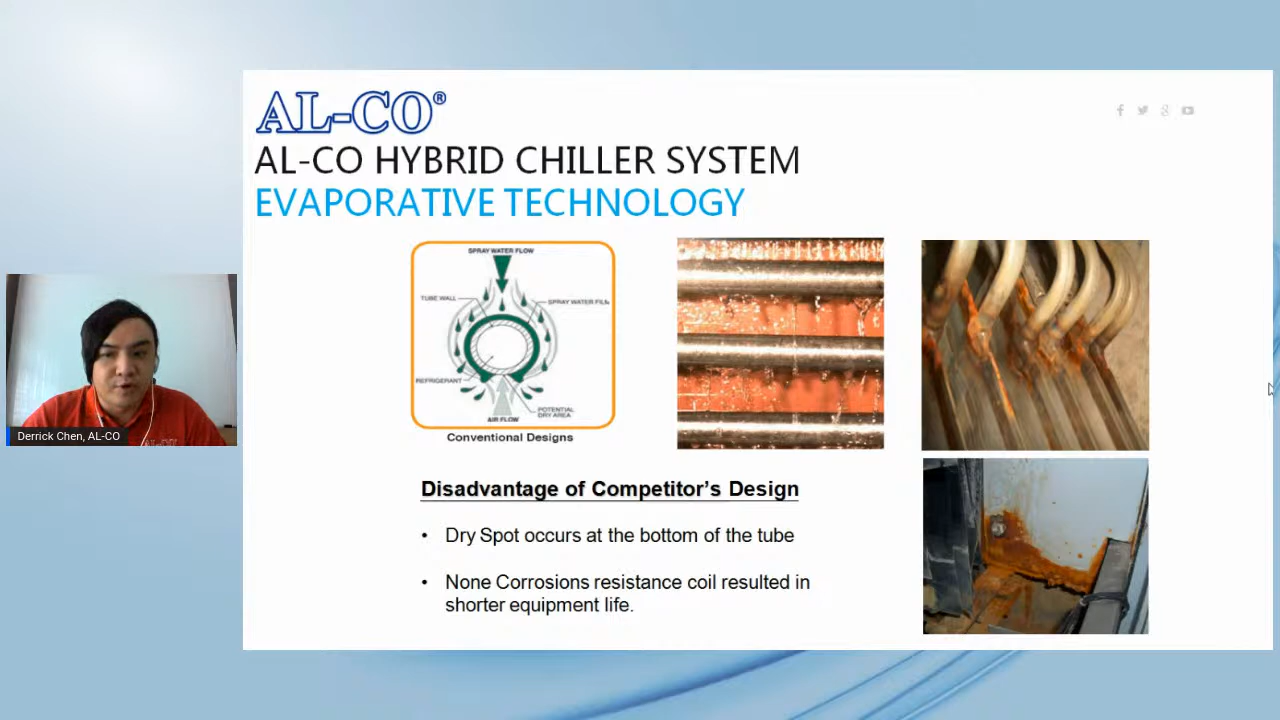 AL-CO®
AL-CO HYBRID CHILLER SYSTEM
EVAPORATIVE TECHNOLOGY
SPRAY WATER FLOW
TUBE WALL
SPRAY WATER FILM
REFRIGERANT
POTENTIAL
DRY AREA
AIR FLOW
Conventional Designs
Derrick Chen, AL-CO
Disadvantage of Competitor's Design
• Dry Spot occurs at the bottom of the tube
• None Corrosions resistance coil resulted in
shorter equipment life.